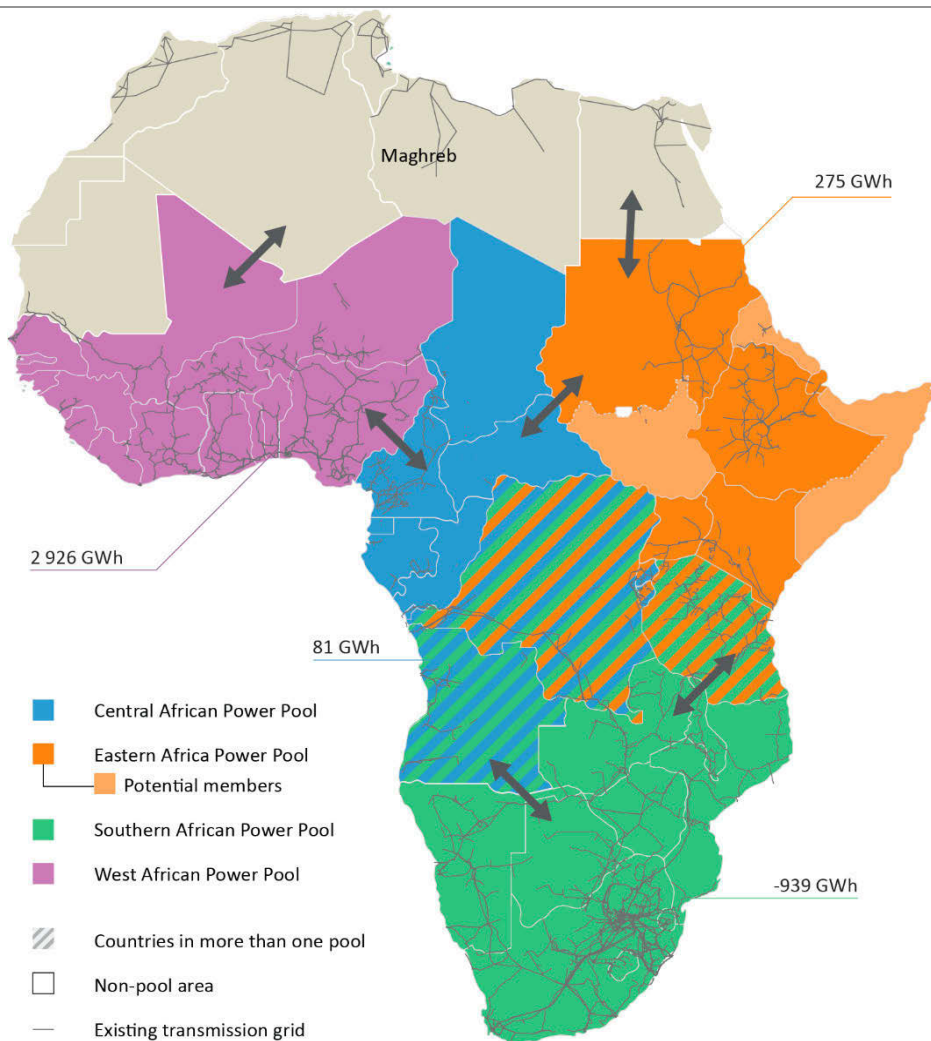 Maghreb
275 GWh
2 926 GWh
81 GWh
Central African Power Pool
Eastern Africa Power Pool
Potential members
Southern African Power Pool
West African Power Pool
-939 GWh
Countries in more than one pool
Non-pool area
Existing transmission grid